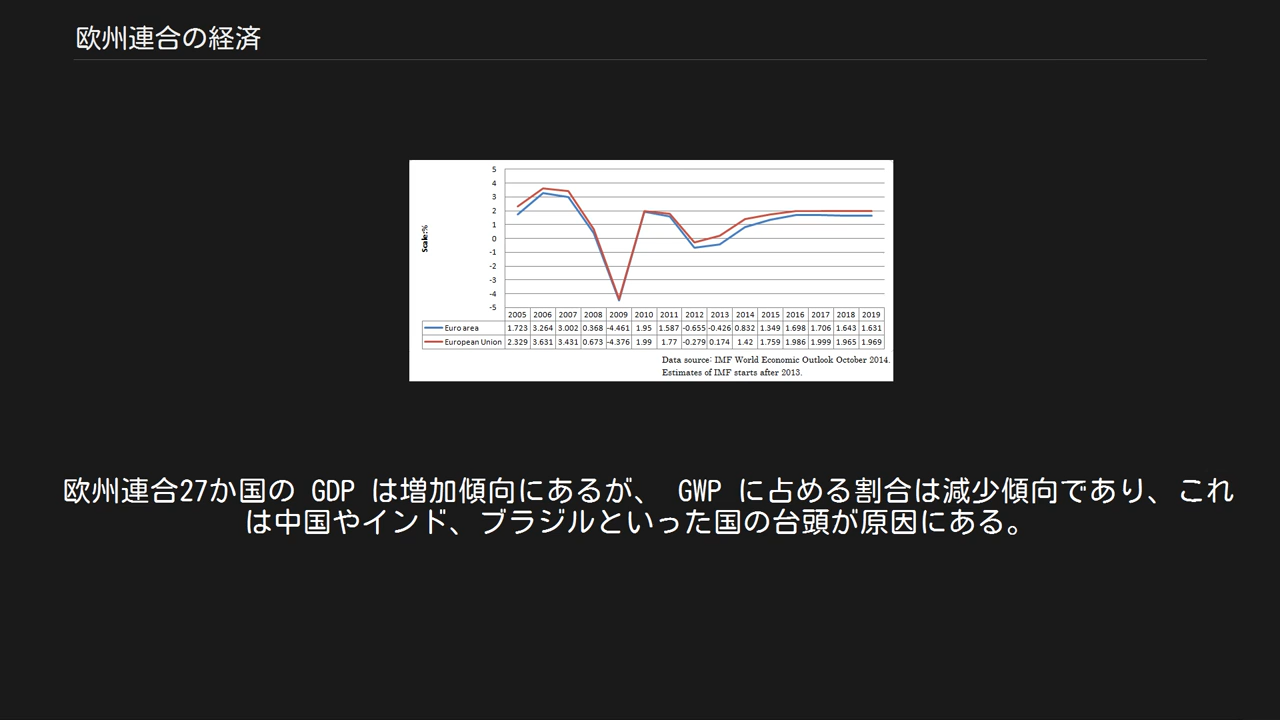 欧州連合の経済
5
4
3
2
1
0
-1
-2
-3
-4
-5
Scale:%
2005 2006 2007 2008 2009 2010 2011 2012 2013 2014 2015 2016 2017 2018 2019
Euro area 1.723 3.264 3.002 0.368 -4.461 1.95 1.587 -0.655 -0.426 0.832 1.349 1.698 1.706 1.643 1.631
European Union 2.329 3.631 3.431 0.673 -4.376 1.99 1.77 -0.279 0.174 1.42 1.759 1.986 1.999 1.965 1.969
Data source: IMF World Economic Outlook October 2014.
Estimates of IMF starts after 2013.
欧州連合27か国の GDP は増加傾向にあるが、 GWP に占める割合は減少傾向であり、これ
は中国やインド、ブラジルといった国の台頭が原因にある。